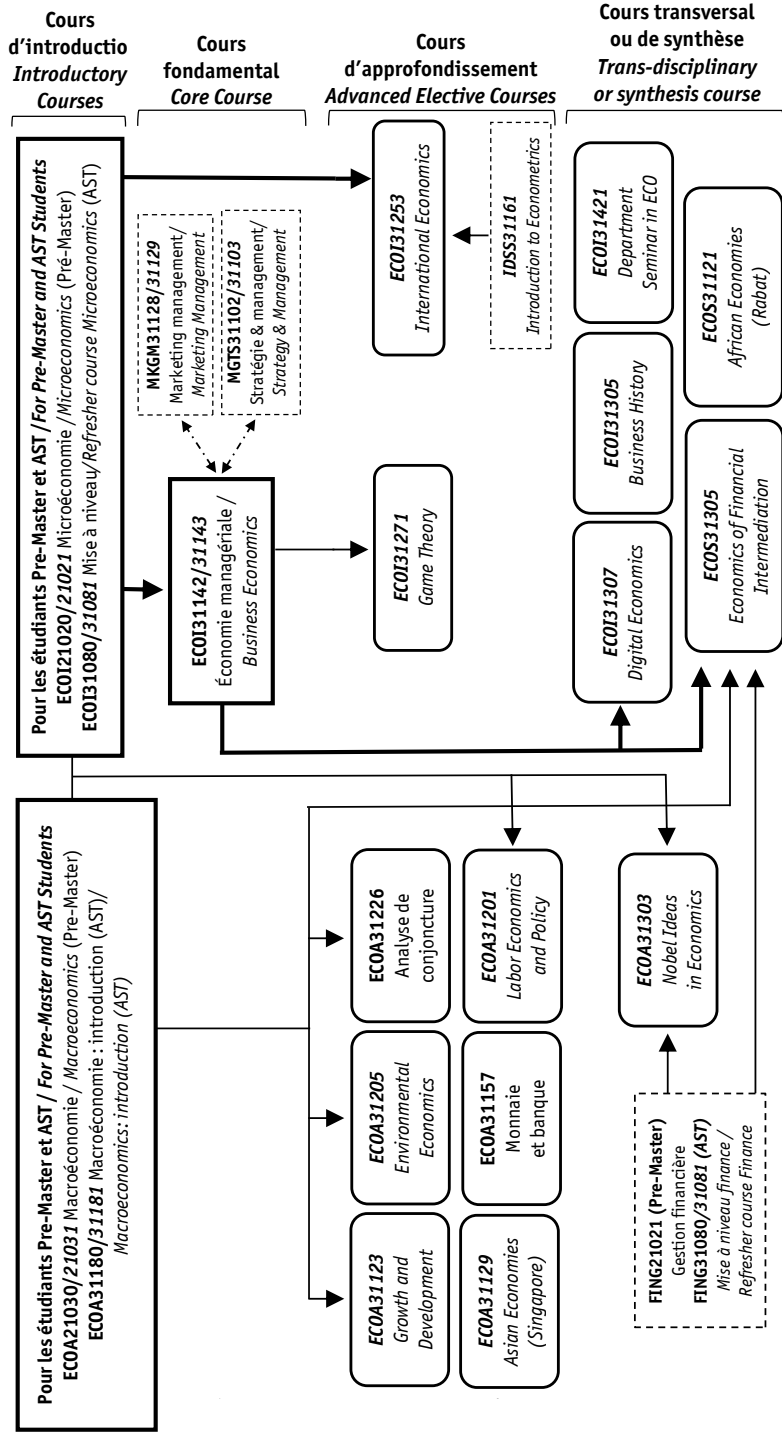 Cours
d’introductio
Introductory
Courses
Cours
fondamental
Core Course
Cours
d’approfondissement
Advanced Elective Courses
Cours transversal
ou de synthèse
Trans-disciplinary
or synthesis course
Pour les étudiants Pre-Master et AST / For Pre-Master and AST Students
ECOA21030/21031 Macroéconomie / Macroeconomics (Pre-Master)
ECOA31180/31181 Macroéconomie : introduction (AST)/
Macroeconomics: introduction (AST)
Pour les étudiants Pre-Master et AST /For Pre-Master and AST Students
ECOI21020/21021 Microéconomie /Microeconomics (Pré-Master)
ECOI31080/31081 Mise à niveau/Refresher course Microeconomics (AST)
ECOI31142/31143
Économie managériale /
Business Economics
MKGM31128/31129
Marketing management/
Marketing Management
MGTS31102/31103
Stratégie & management/
Strategy & Management
ECOA31123
Growth and
Development
ECOA31205
Environmental
Economics
ECOA31226
Analyse de
conjoncture
ECOI31271
Game Theory
ECOI31253
International Economics
ECOA31129
Asian Economies
(Singapore)
ECOA31157
Monnaie
et banque
ECOA31201
Labor Economics
and Policy
IDSS31161
Introduction to Econometrics
FING21021 (Pre-Master)
Gestion financière
FING31080/31081 (AST)
Mise à niveau finance /
Refresher course Finance
ECOA31303
Nobel Ideas
in Economics
ECOI31307
Digital Economics
ECOI31305
Business History
ECOI31421
Department
Seminar in ECO
ECOS31305
Economics of Financial
Intermediation
ECOS31121
African Economies
(Rabat)